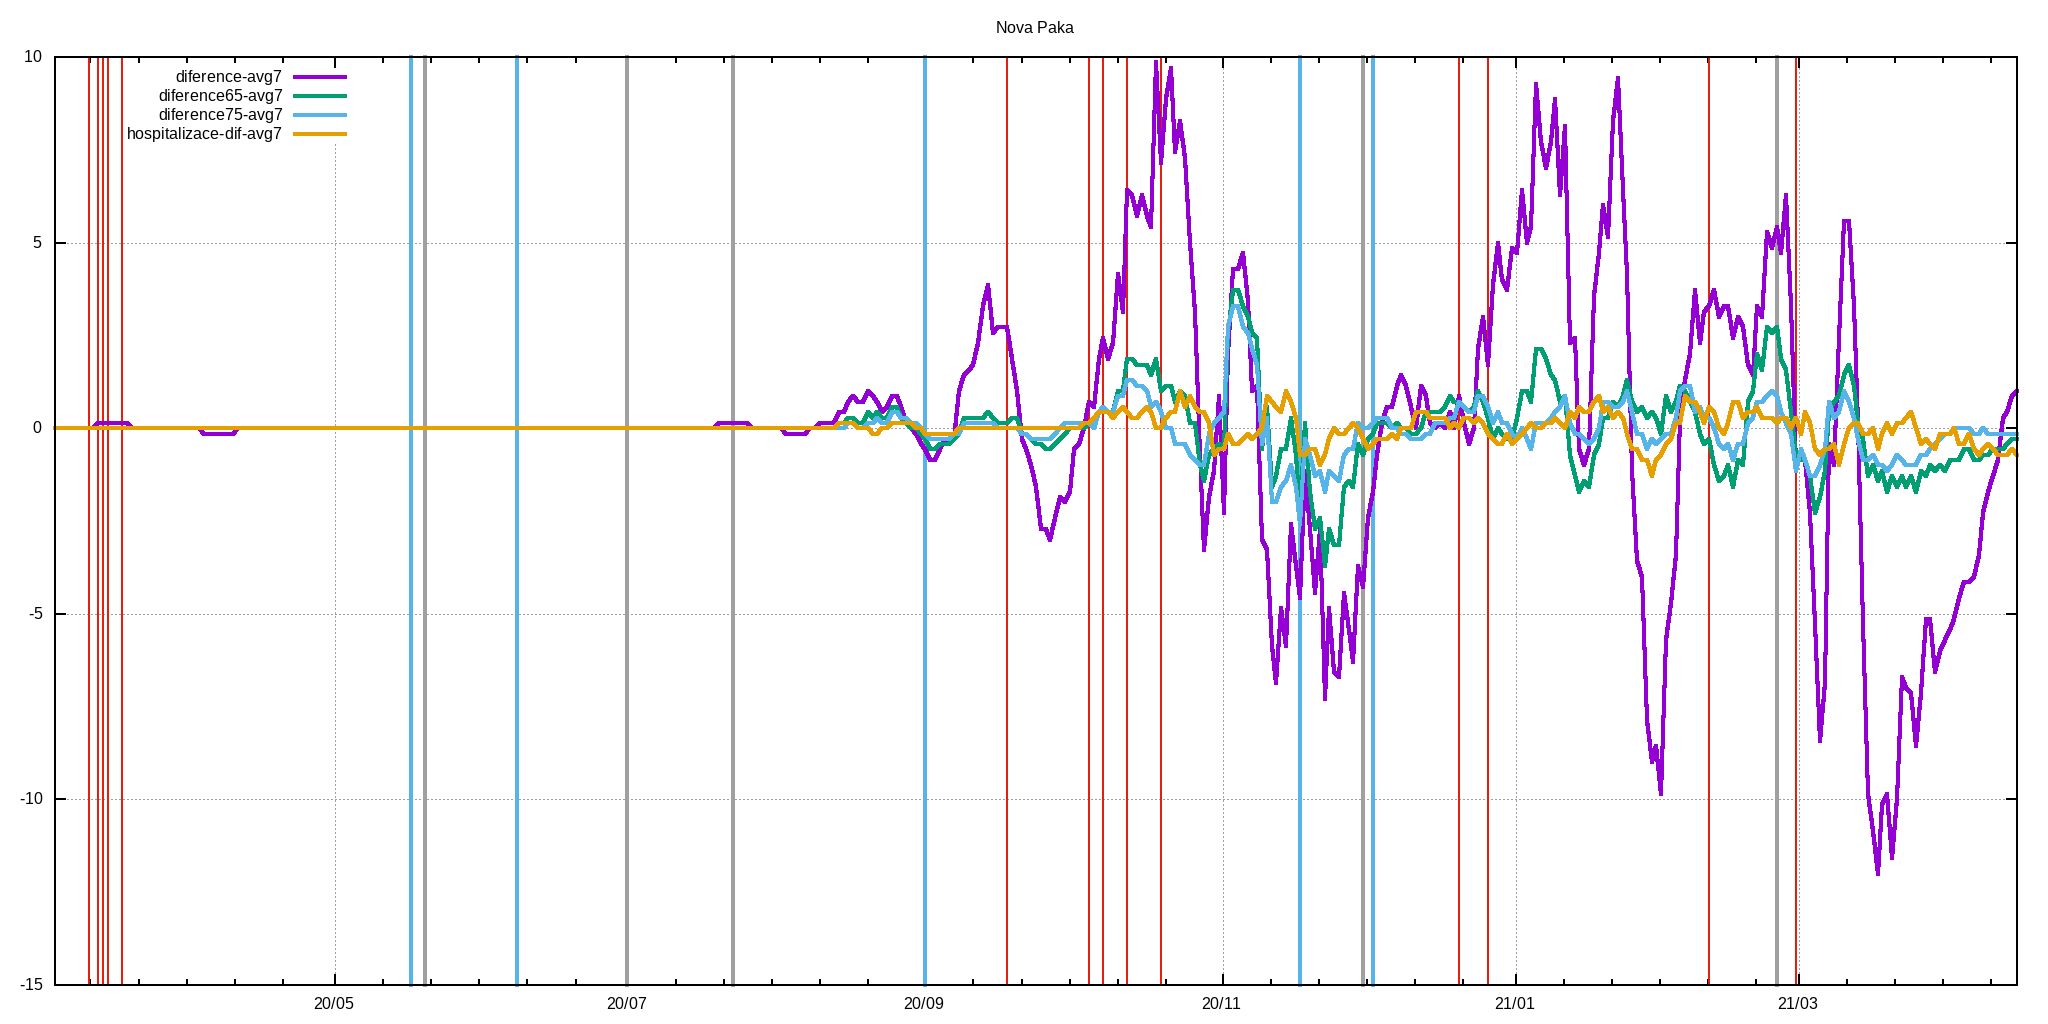 Nova Paka
10
5
0
-5
-10
-15
diference-avg7
diference65-avg7
diference75-avg7
hospitalizace-dif-avg7
20/05
20/07
20/09
20/11
21/01
21/03